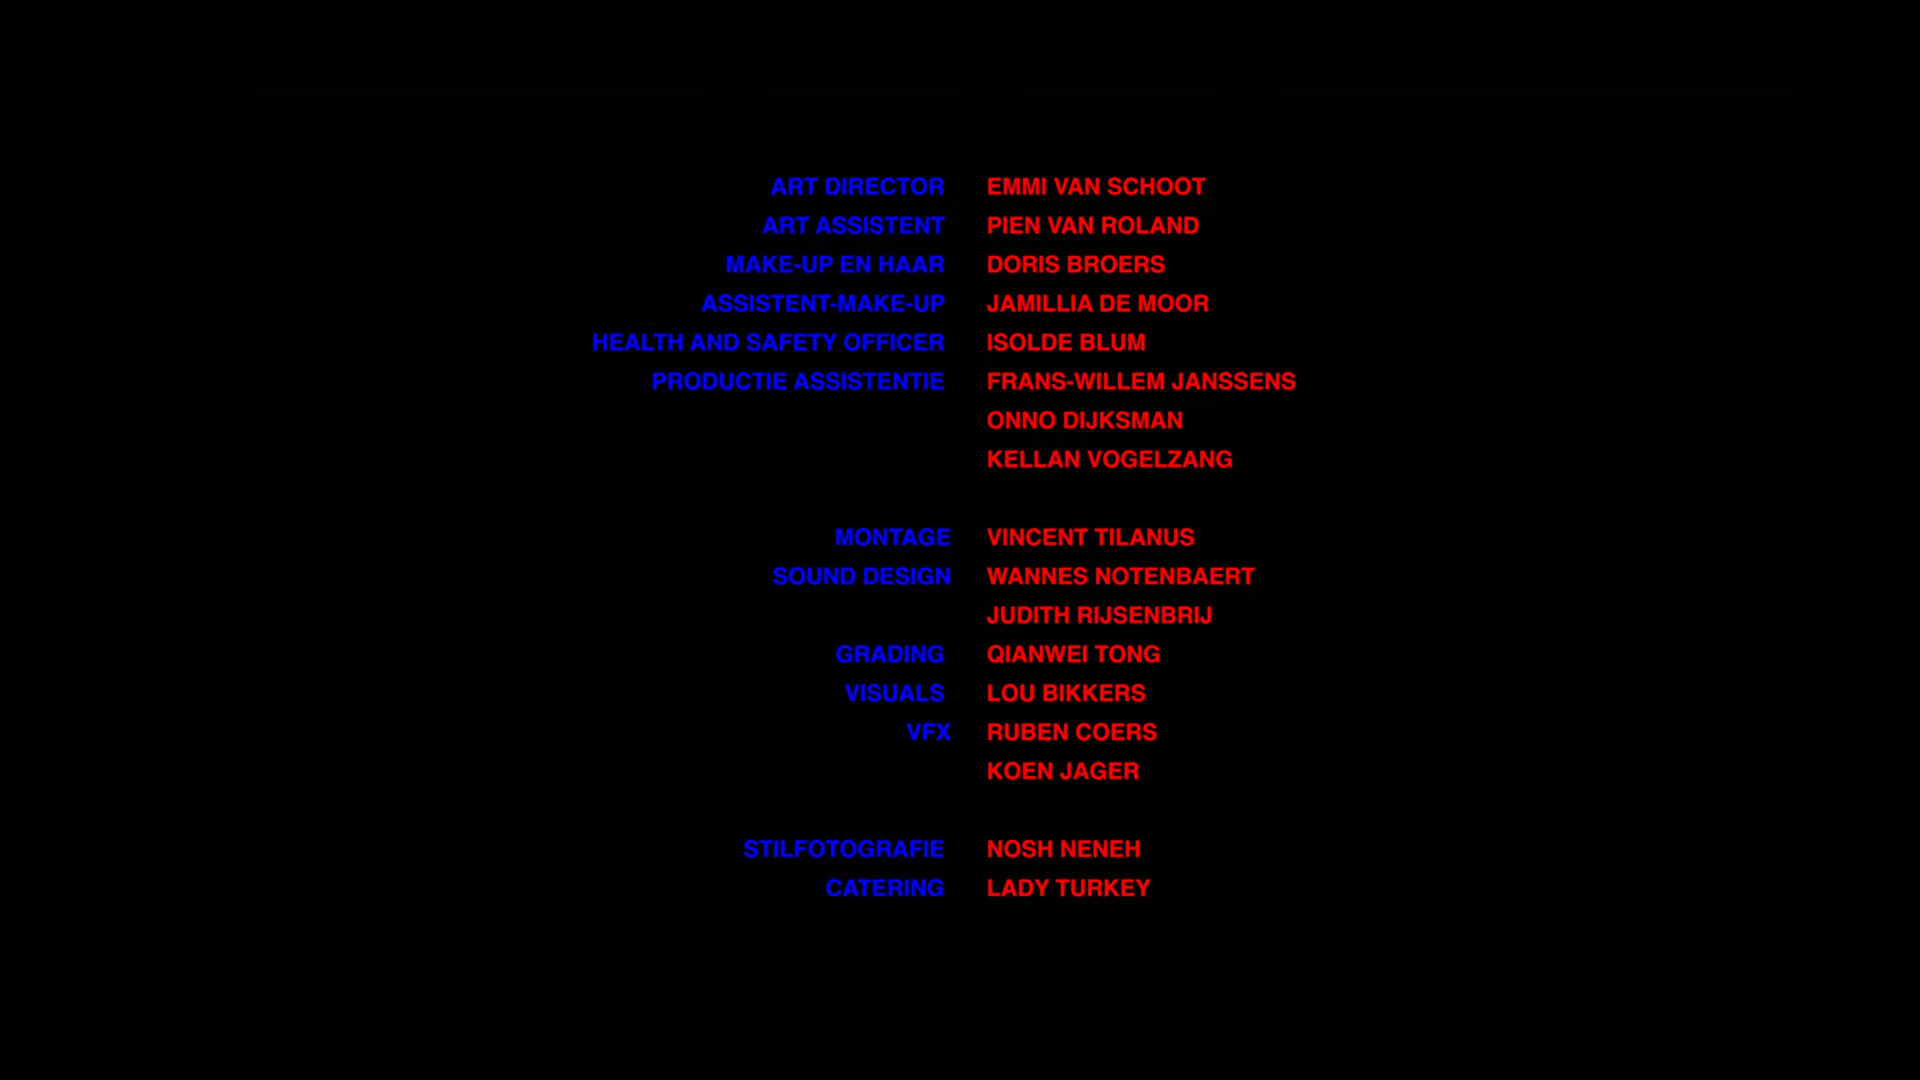 ART DIRECTOR EMMI VAN SCHOOT
ART ASSISTENT PIEN VAN ROLAND
MAKE-UP EN HAAR DORIS BROERS
ASSISTENT-MAKE-UP JAMILLIA DE MOOR
HEALTH AND SAFETY OFFICER ISOLDE BLUM
PRODUCTIE ASSISTENTIE FRANS-WILLEM JANSSENS
ONNO DIJKSMAN
KELLAN VOGELZANG
MONTAGE VINCENT TILANUS
SOUND DESIGN WANNES NOTENBAERT
JUDITH RIJSENBRIJ
GRADING QIANWEI TONG
VISUALS LOU BIKKERS
VFX RUBEN COERS
KOEN JAGER
STILFOTOGRAFIE NOSH NENEH
CATERING LADY TURKEY